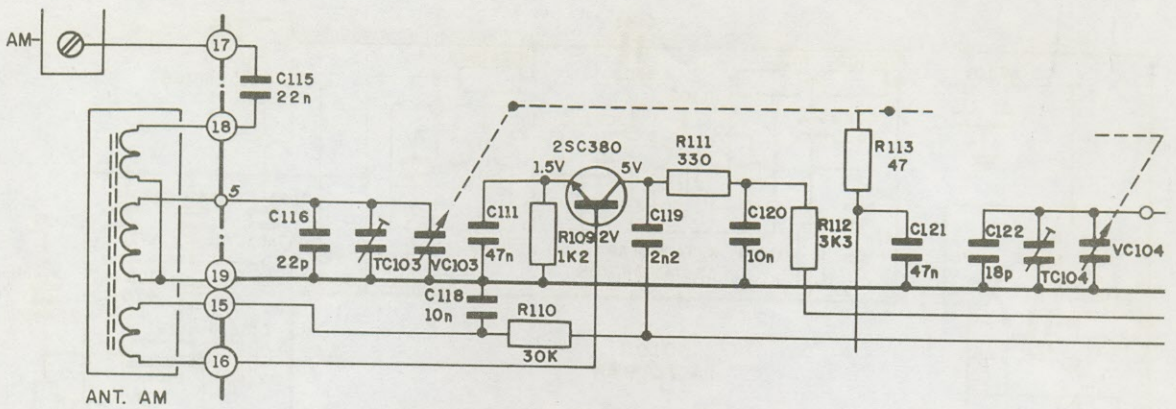 AM
17
C115
22n
18
5
C116
22p
TC103
VC103
C111
47n
1.5V
2SC380
5V
R109
1K2
2V
R111
330
C119
2n2
C120
10n
R112
3K3
R113
47
C121
47n
C122
18p
TC104
VC104
19
15
C118
10n
R110
30K
16
ANT. AM